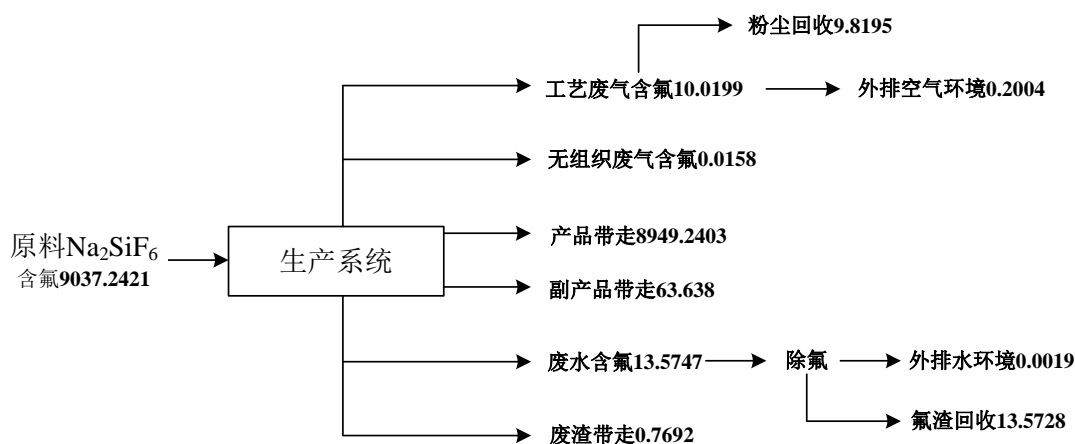 粉尘回收9.8195
工艺废气含氟10.0199
外排空气环境0.2004
无组织废气含氟0.0158
原料Na₂SiF₆
含氟9037.2421
生产系统
产品带走8949.2403
副产品带走63.638
废水含氟13.5747
除氟
外排水环境0.0019
氟渣回收13.5728
废渣带走0.7692